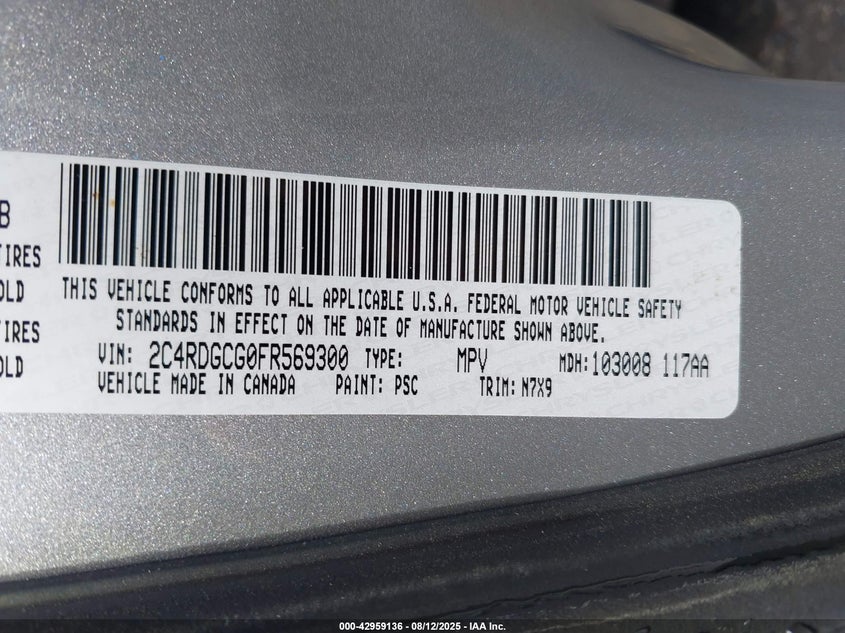 B
TIRES
OLD
TIRES
OLD
THIS VEHICLE CONFORMS TO ALL APPLICABLE U.S.A. FEDERAL MOTOR VEHICLE SAFETY
STANDARDS IN EFFECT ON THE DATE OF MANUFACTURE SHOWN ABOVE.
VIN: 2C4RDGCG0FR569300 TYPE: MPV MDH:103008 117AA
VEHICLE MADE IN CANADA PAINT: PSC TRIM: N7X9
000-42959136 - 08/12/2025 - IAA Inc.